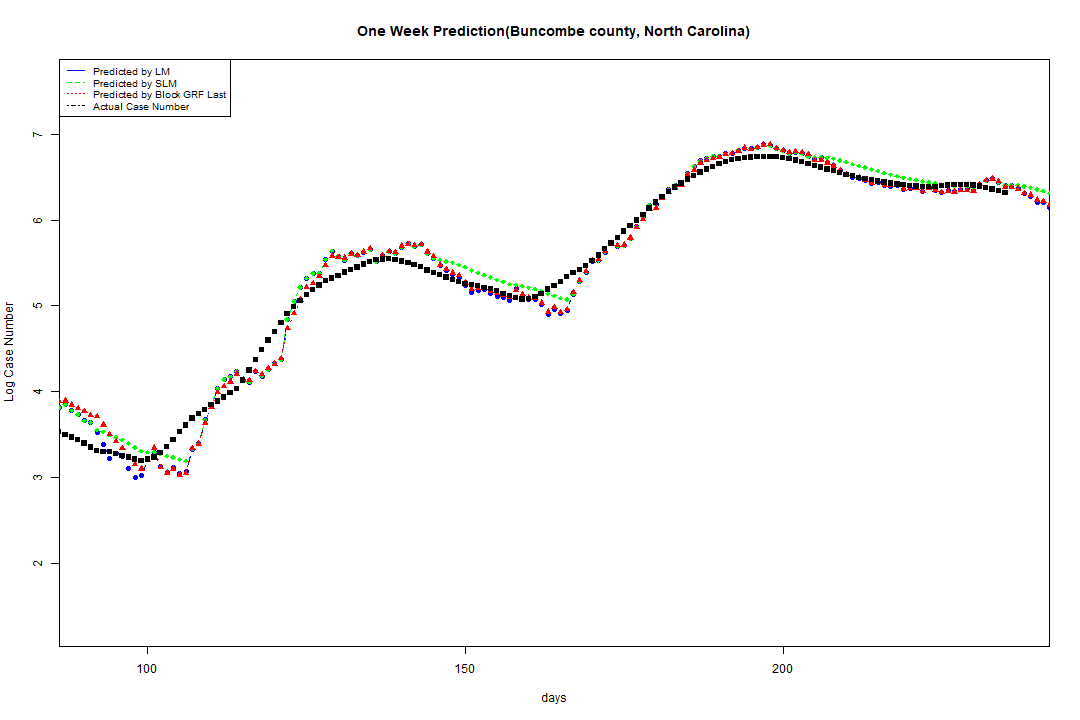 One Week Prediction(Buncombe county, North Carolina)
Predicted by LM
Predicted by SLM
Predicted by Block GRF Last
Actual Case Number
7
6
5
4
3
2
Log Case Number
100 150 200
days